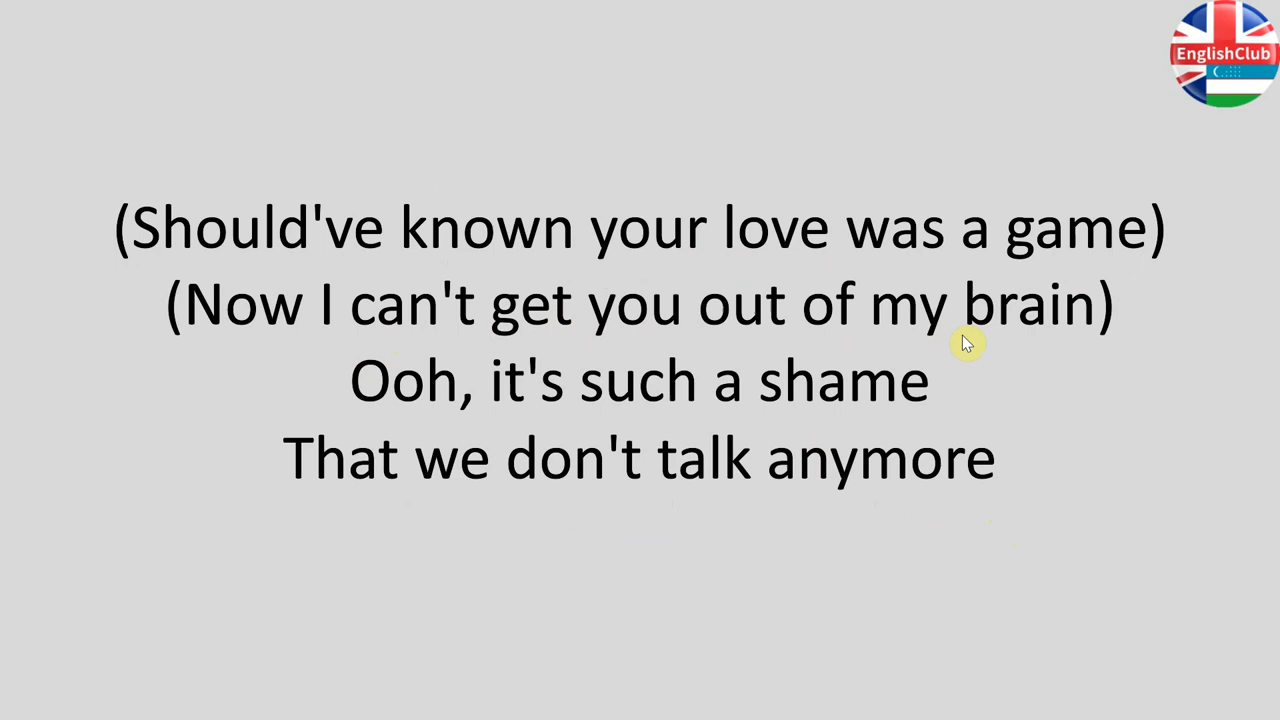 EnglishClub
(Should've known your love was a game)
(Now I can't get you out of my brain)
Ooh, it's such a shame
That we don't talk anymore